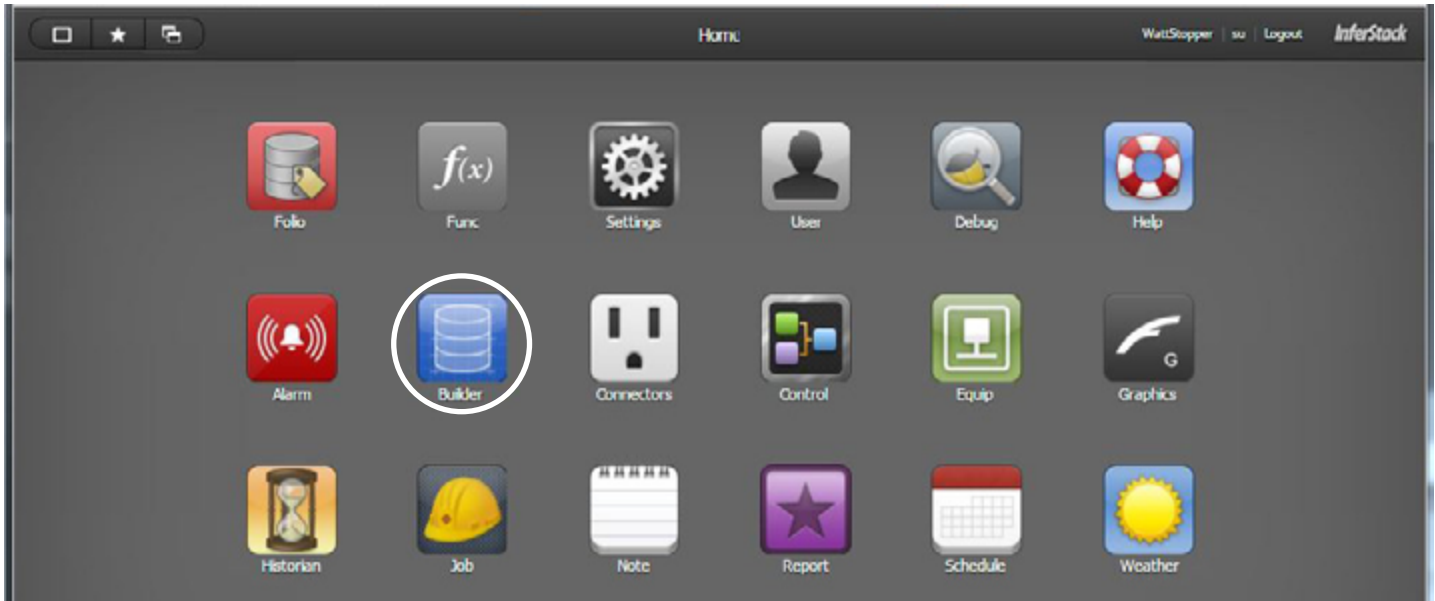 Home
WattStopper | su | Logout InferStack
f(x)
Folio Func Settings User Debug Help
G
Alarm Builder Connectors Control Equip Graphics
Historian Job Note Report Schedule Weather